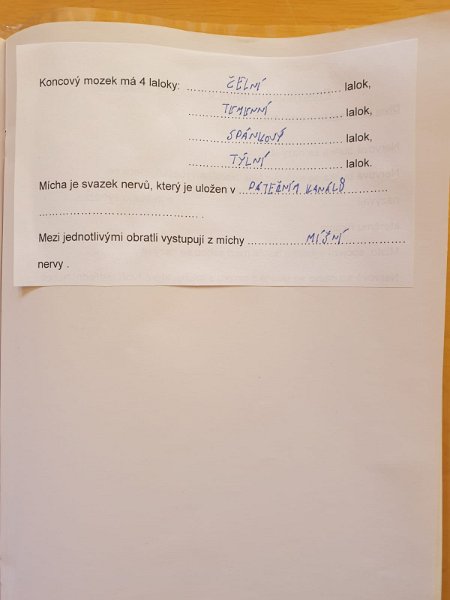 Koncový mozek má 4 laloky: ČELNÍ lalok,
TEMENNÍ lalok,
SPÁNKOVÝ lalok,
TÝLNÍ lalok.
Mícha je svazek nervů, který je uložen v PÁTEŘNÍM KANÁLU
Mezi jednotlivými obratli vystupují z míchy MÍŠNÍ
nervy .